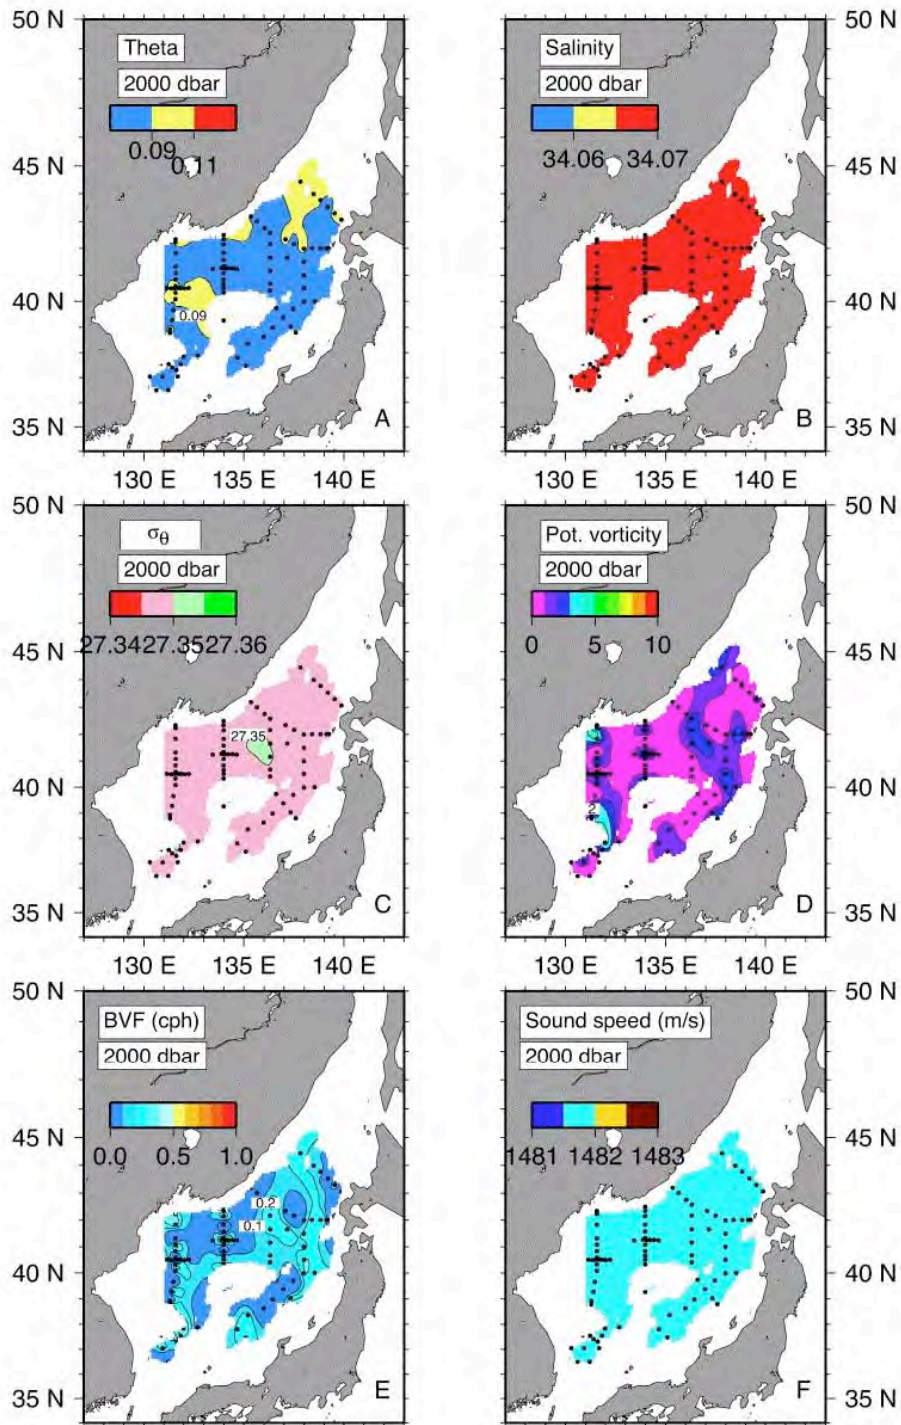 50 N
Theta
2000 dbar
0.09
0.11
45 N
40 N
0.09
35 N
A
130 E 135 E 140 E
Salinity
2000 dbar
34.06 34.07
50 N
45 N
40 N
35 N
B
130 E 135 E 140 E
50 N
σθ
2000 dbar
27.34 27.35 27.36
45 N
27.35
40 N
35 N
C
130 E 135 E 140 E
Pot. vorticity
2000 dbar
0 5 10
50 N
45 N
40 N
2
35 N
D
130 E 135 E 140 E
50 N
BVF (cph)
2000 dbar
0.0 0.5 1.0
45 N
0.2
0.1
40 N
35 N
E
Sound speed (m/s)
2000 dbar
1481 1482 1483
50 N
45 N
40 N
35 N
F